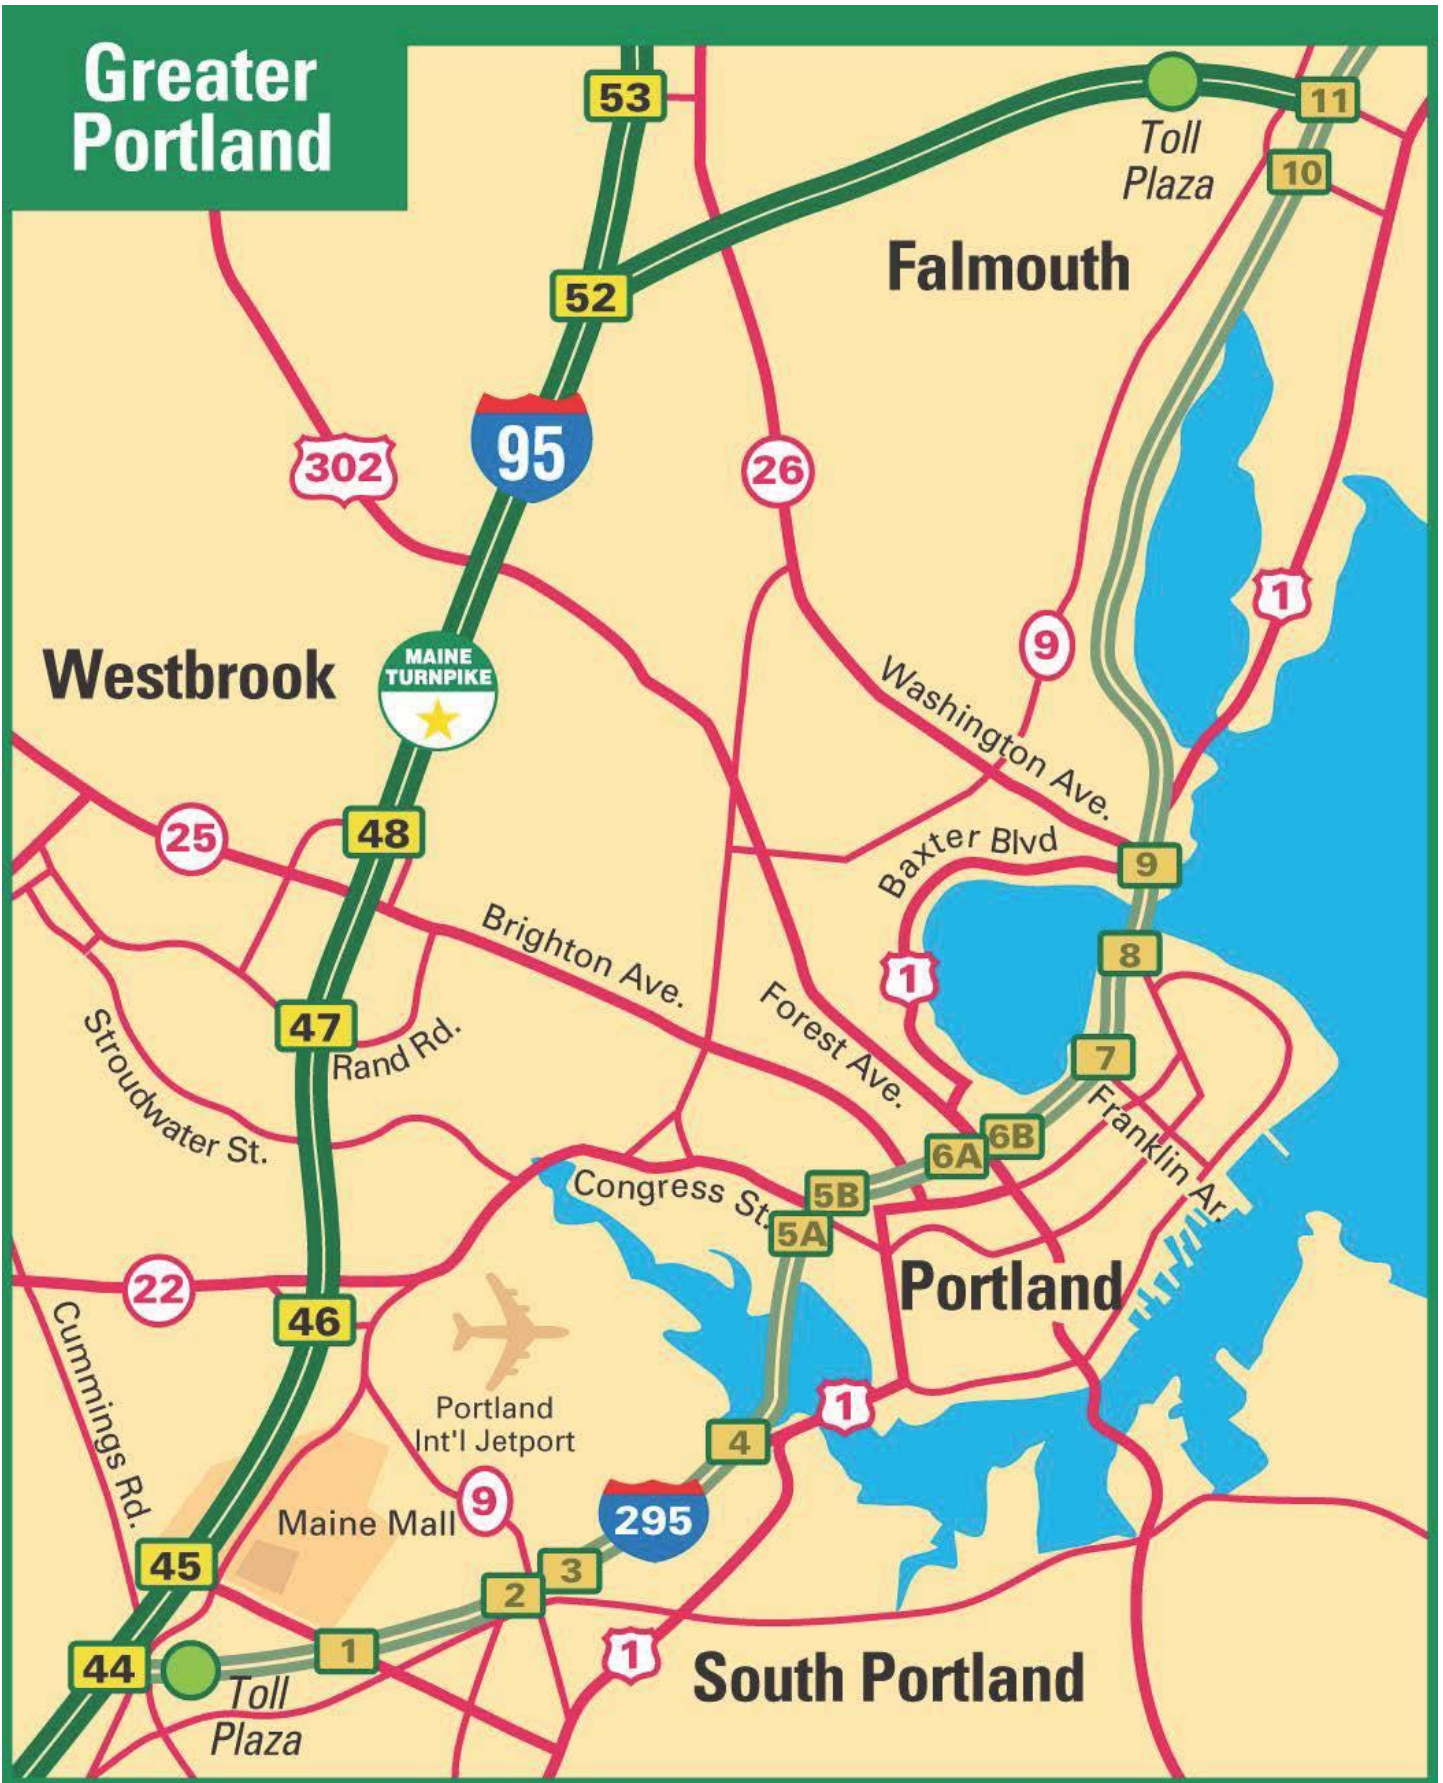 Greater
Portland
53
11
Toll
Plaza
10
Falmouth
52
95
302
26
1
9
Westbrook
MAINE
TURNPIKE
Washington Ave.
25
48
Baxter Blvd
9
Brighton Ave.
8
1
47
Rand Rd.
Forest Ave.
7
Stroudwater St.
Franklin Ar.
6B
6A
Congress St.
5B
5A
22
46
Portland
Cummings Rd.
Portland
Int'l Jetport
1
4
9
Maine Mall
295
45
3
2
1
44
Toll
Plaza
1
South Portland